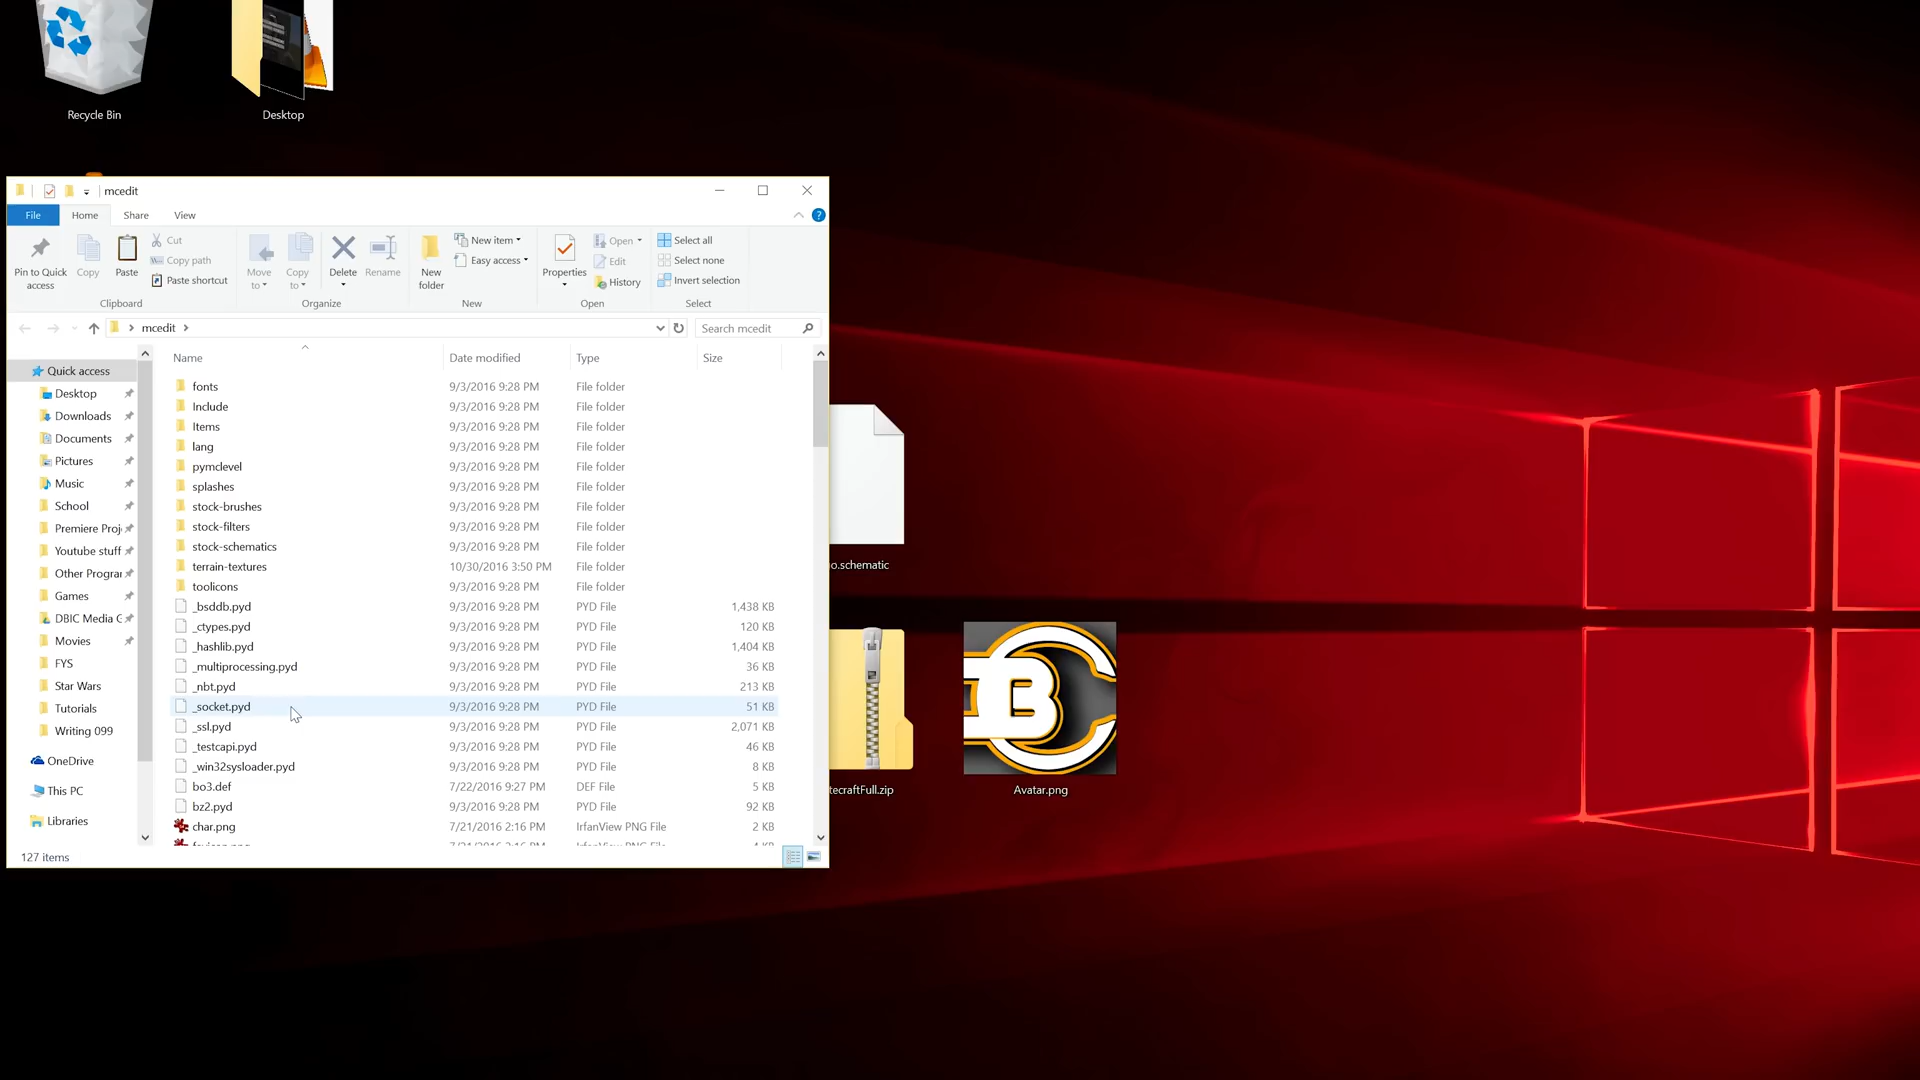 Recycle Bin
Desktop
mcedit
File
Home
Share
View
Pin to Quick
access
Copy
Paste
Cut
Copy path
Paste shortcut
Clipboard
Move
to
Copy
to
Delete
Rename
Organize
New
folder
New item
Easy access
New
Properties
Open
Edit
History
Open
Select all
Select none
Invert selection
Select
mcedit
Search mcedit
Quick access
Desktop
Downloads
Documents
Pictures
Music
School
Premiere Proj
Youtube stuff
Other Progra
Games
DBIC Media G
Movies
FYS
Star Wars
Tutorials
Writing 099
OneDrive
This PC
Libraries
Name Date modified Type Size
fonts 9/3/2016 9:28 PM File folder
Include 9/3/2016 9:28 PM File folder
Items 9/3/2016 9:28 PM File folder
lang 9/3/2016 9:28 PM File folder
pymclevel 9/3/2016 9:28 PM File folder
splashes 9/3/2016 9:28 PM File folder
stock-brushes 9/3/2016 9:28 PM File folder
stock-filters 9/3/2016 9:28 PM File folder
stock-schematics 9/3/2016 9:28 PM File folder
terrain-textures 10/30/2016 3:50 PM File folder
toolicons 9/3/2016 9:28 PM File folder
_bsddb.pyd 9/3/2016 9:28 PM PYD File 1,438 KB
_ctypes.pyd 9/3/2016 9:28 PM PYD File 120 KB
_hashlib.pyd 9/3/2016 9:28 PM PYD File 1,404 KB
_multiprocessing.pyd 9/3/2016 9:28 PM PYD File 36 KB
_nbt.pyd 9/3/2016 9:28 PM PYD File 213 KB
_socket.pyd 9/3/2016 9:28 PM PYD File 51 KB
_ssl.pyd 9/3/2016 9:28 PM PYD File 2,071 KB
_testcapi.pyd 9/3/2016 9:28 PM PYD File 46 KB
_win32sysloader.pyd 9/3/2016 9:28 PM PYD File 8 KB
bo3.def 7/22/2016 9:27 PM DEF File 5 KB
bz2.pyd 9/3/2016 9:28 PM PYD File 92 KB
char.png 7/21/2016 2:16 PM IrfanView PNG File 2 KB
127 items
o.schematic
tecraftFull.zip
B
Avatar.png